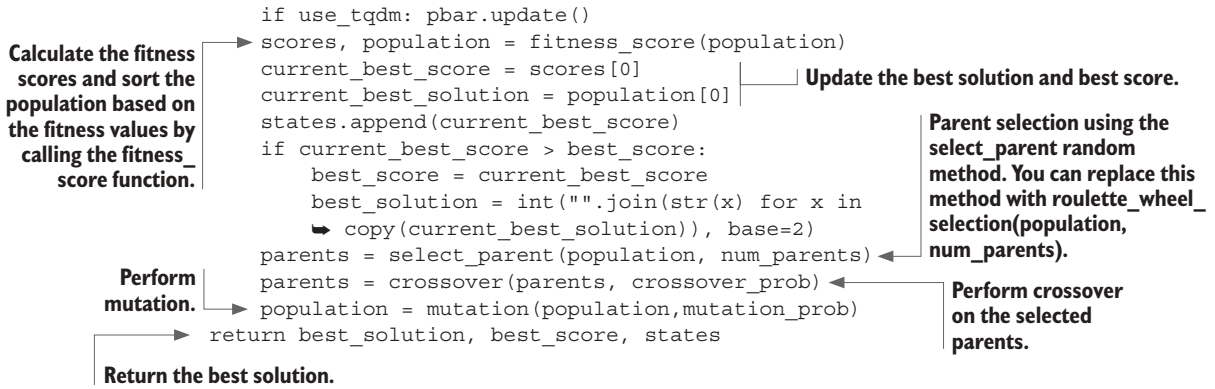 if use_tqdm: pbar.update()
scores, population = fitness_score(population)
current_best_score = scores[0]
current_best_solution = population[0]
states.append(current_best_score)
if current_best_score > best_score:
best_score = current_best_score
best_solution = int("".join(str(x) for x in
➥ copy(current_best_solution)), base=2)
parents = select_parent(population, num_parents)
parents = crossover(parents, crossover_prob)
population = mutation(population,mutation_prob)
return best_solution, best_score, states
Calculate the fitness
scores and sort the
population based on
the fitness values by
calling the fitness_
score function.
Update the best solution and best score.
Parent selection using the
select_parent random
method. You can replace this
method with roulette_wheel_
selection(population,
num_parents).
Perform
mutation.
Perform crossover
on the selected
parents.
Return the best solution.